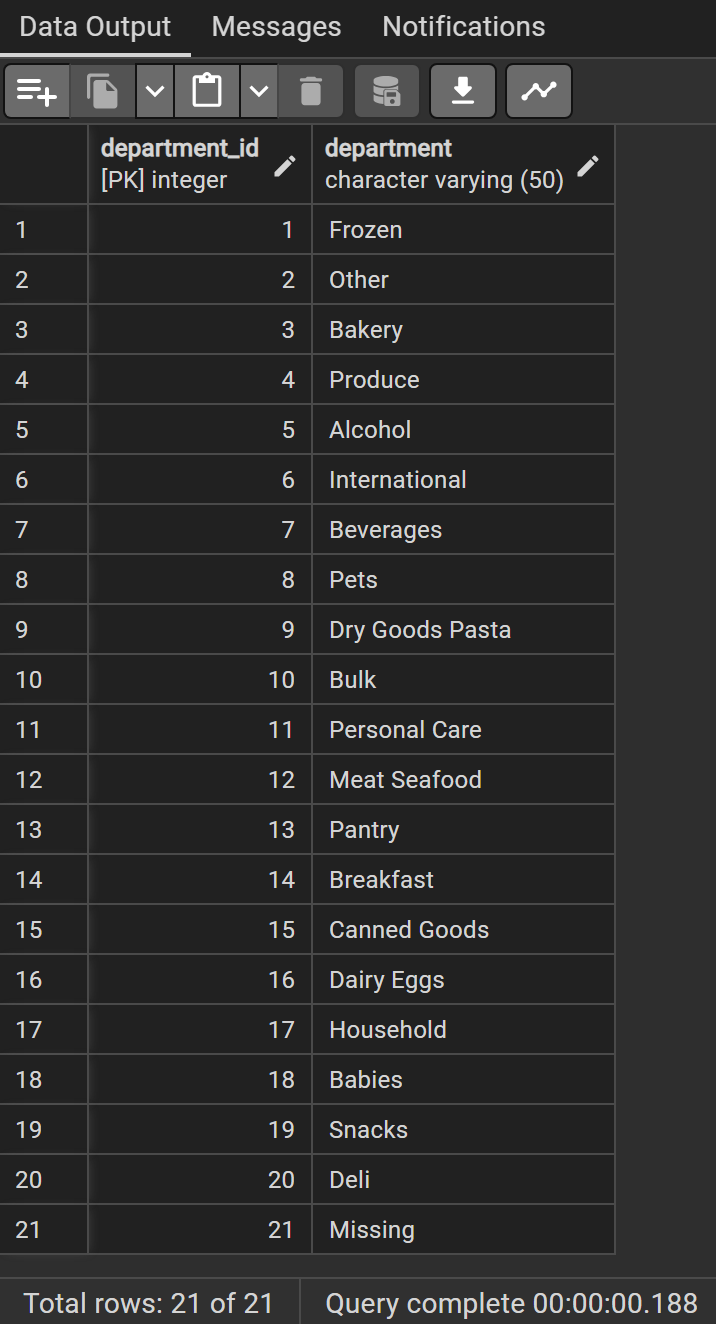 Data Output Messages Notifications
department_id department
[PK] integer character varying (50)
1 1 Frozen
2 2 Other
3 3 Bakery
4 4 Produce
5 5 Alcohol
6 6 International
7 7 Beverages
8 8 Pets
9 9 Dry Goods Pasta
10 10 Bulk
11 11 Personal Care
12 12 Meat Seafood
13 13 Pantry
14 14 Breakfast
15 15 Canned Goods
16 16 Dairy Eggs
17 17 Household
18 18 Babies
19 19 Snacks
20 20 Deli
21 21 Missing
Total rows: 21 of 21 Query complete 00:00:00.188